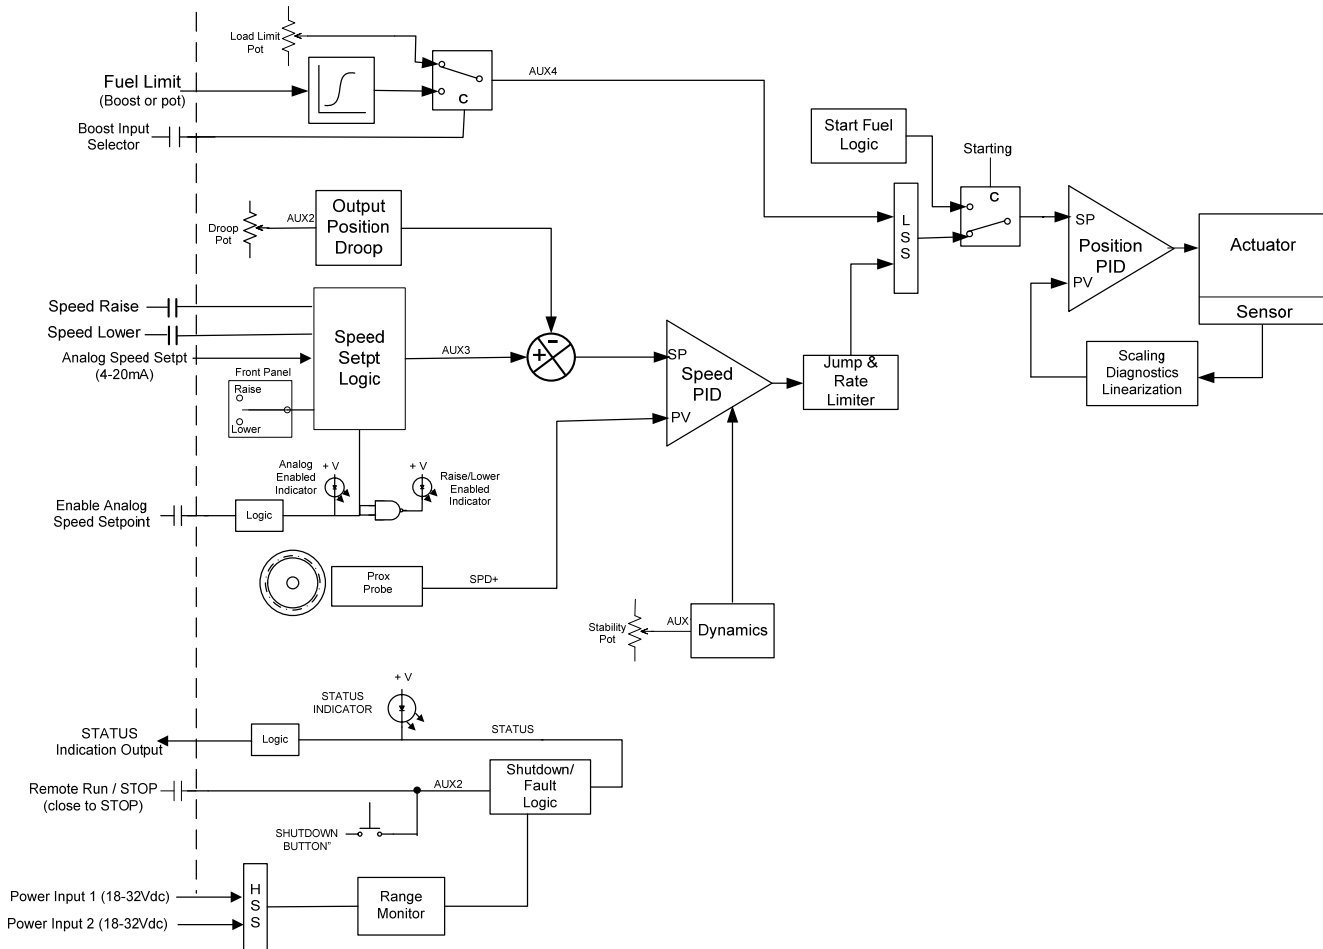 Load Limit
Pot
Fuel Limit
(Boost or pot)
C
AUX4
Boost Input
Selector
Start Fuel
Logic
Starting
C
L
S
S
SP
Position
PID
PV
Actuator
Sensor
Scaling
Diagnostics
Linearization
Droop
Pot
AUX2
Output
Position
Droop
Speed Raise
Speed Lower
Analog Speed Setpt
(4-20mA)
Front Panel
Raise
Lower
Speed
Setpt
Logic
AUX3
+
-
SP
Speed
PID
PV
Jump &
Rate
Limiter
Analog
Enabled
Indicator
+ V
+ V
Raise/Lower
Enabled
Indicator
Enable Analog
Speed Setpoint
Logic
Prox
Probe
SPD+
Stability
Pot
AUX
Dynamics
+ V
STATUS
INDICATOR
STATUS
Indication Output
Logic
STATUS
Remote Run / STOP
(close to STOP)
AUX2
Shutdown/
Fault
Logic
SHUTDOWN
BUTTON"
Power Input 1 (18-32Vdc)
Power Input 2 (18-32Vdc)
H
S
S
Range
Monitor